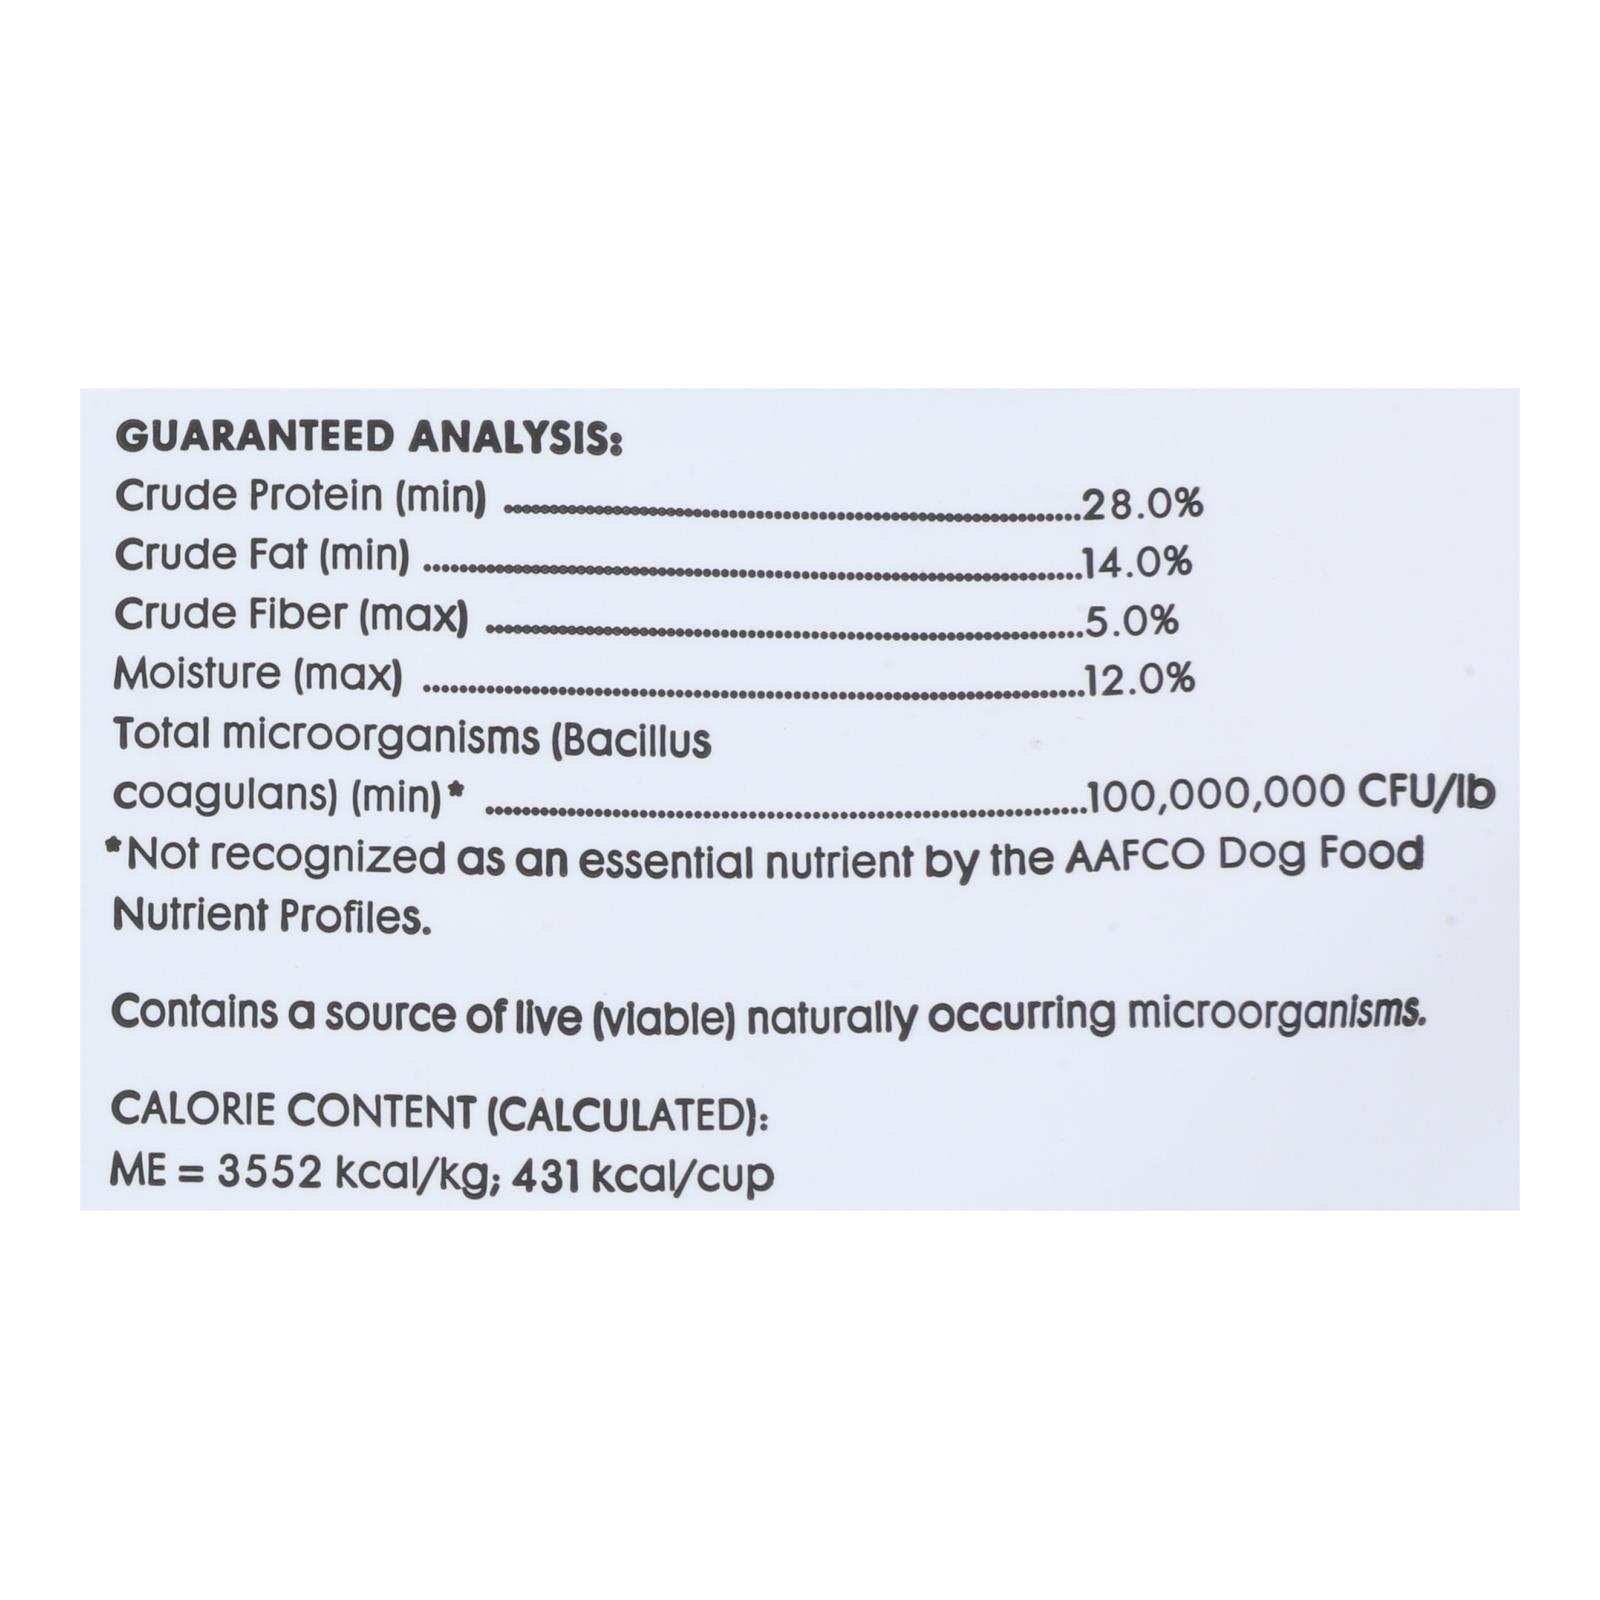 GUARANTEED ANALYSIS:
Crude Protein (min) ........................28.0%
Crude Fat (min) ........................14.0%
Crude Fiber (max) ........................5.0%
Moisture (max) ........................12.0%
Total microorganisms (Bacillus
coagulans) (min)* ........................100,000,000 CFU/lb
*Not recognized as an essential nutrient by the AAFCO Dog Food
Nutrient Profiles.
Contains a source of live (viable) naturally occurring microorganisms.
CALORIE CONTENT (CALCULATED):
ME = 3552 kcal/kg; 431 kcal/cup